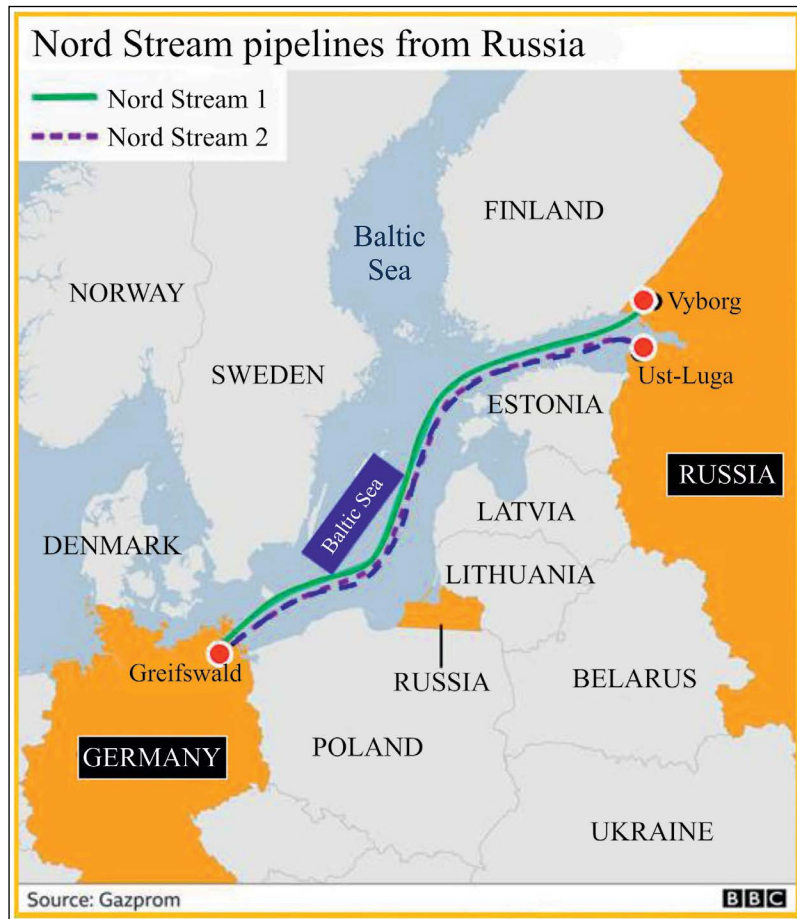 Nord Stream pipelines from Russia
Nord Stream 1
Nord Stream 2
FINLAND
Baltic
Sea
NORWAY
Vyborg
SWEDEN
Ust-Luga
ESTONIA
RUSSIA
Baltic Sea
LATVIA
DENMARK
LITHUANIA
Greifswald
RUSSIA
BELARUS
GERMANY
POLAND
UKRAINE
Source: Gazprom
BBC